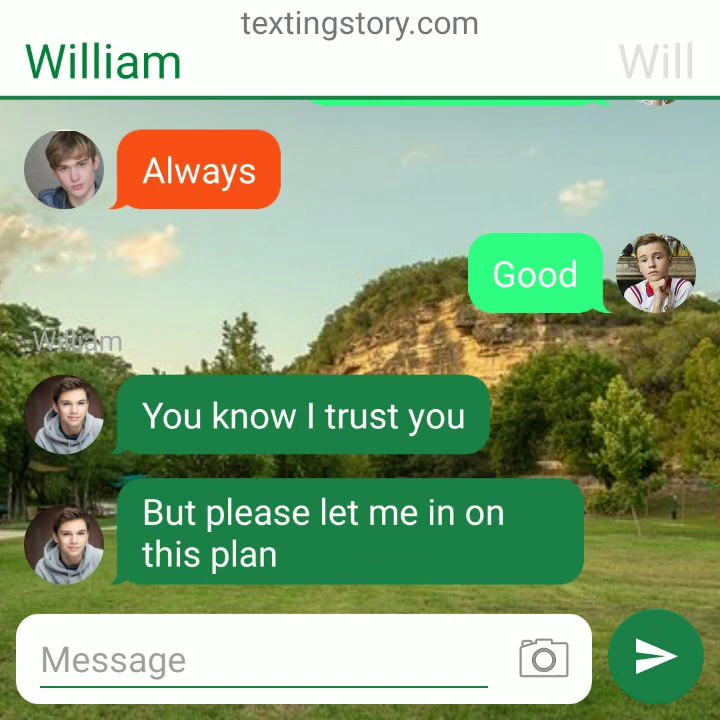 textingstory.com
William
Will
Always
Good
William
You know I trust you
But please let me in on
this plan
Message